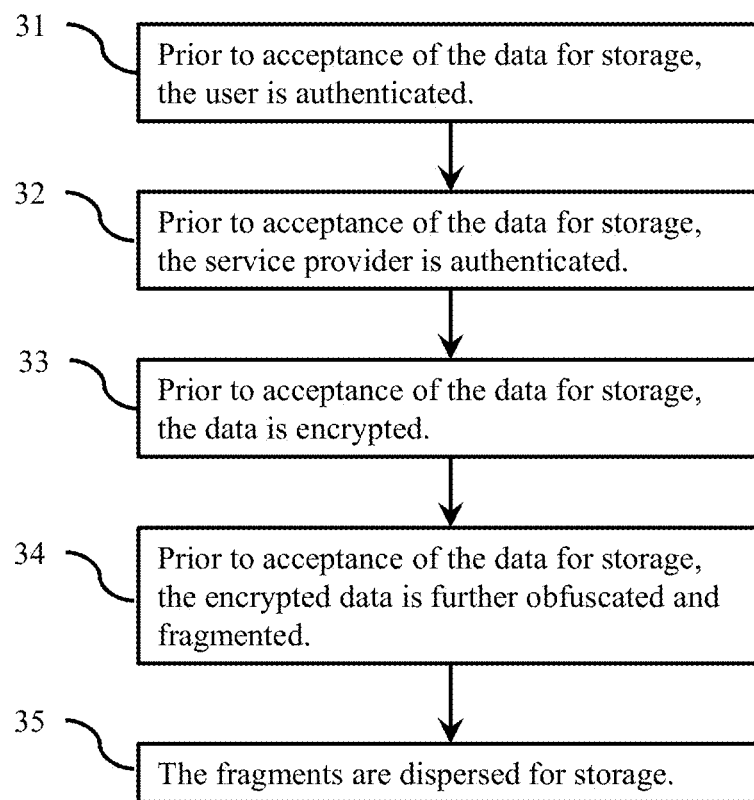 31
Prior to acceptance of the data for storage,
the user is authenticated.
32
Prior to acceptance of the data for storage,
the service provider is authenticated.
33
Prior to acceptance of the data for storage,
the data is encrypted.
34
Prior to acceptance of the data for storage,
the encrypted data is further obfuscated and
fragmented.
35
The fragments are dispersed for storage.